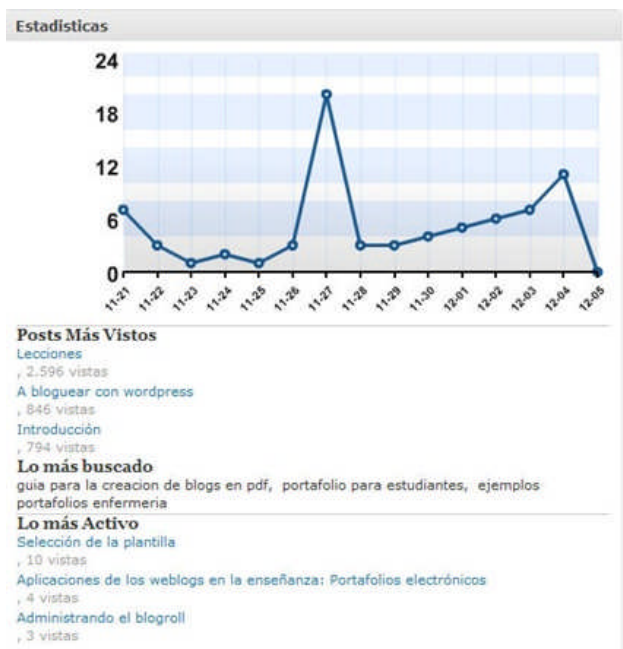 Estadisticas
24
18
12
6
0
11-21 11-22 11-23 11-24 11-25 11-26 11-27 11-28 11-29 11-30 12-01 12-02 12-03 12-04 12-05
Posts Más Vistos
Lecciones
, 2.596 vistas
A bloguear con wordpress
, 846 vistas
Introducción
, 794 vistas
Lo más buscado
guia para la creacion de blogs en pdf, portafolio para estudiantes, ejemplos
portafolios enfermeria
Lo más Activo
Selección de la plantilla
, 10 vistas
Aplicaciones de los weblogs en la enseñanza: Portafolios electrónicos
, 4 vistas
Administrando el blogroll
, 3 vistas